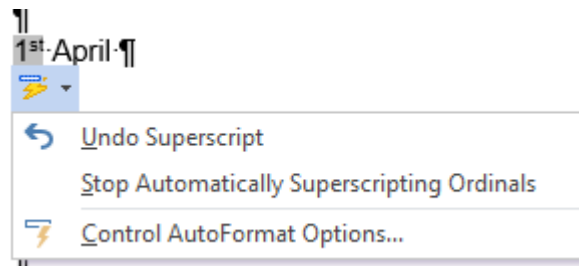 ¶
1st·April·¶
Undo Superscript
Stop Automatically Superscripting Ordinals
Control AutoFormat Options...